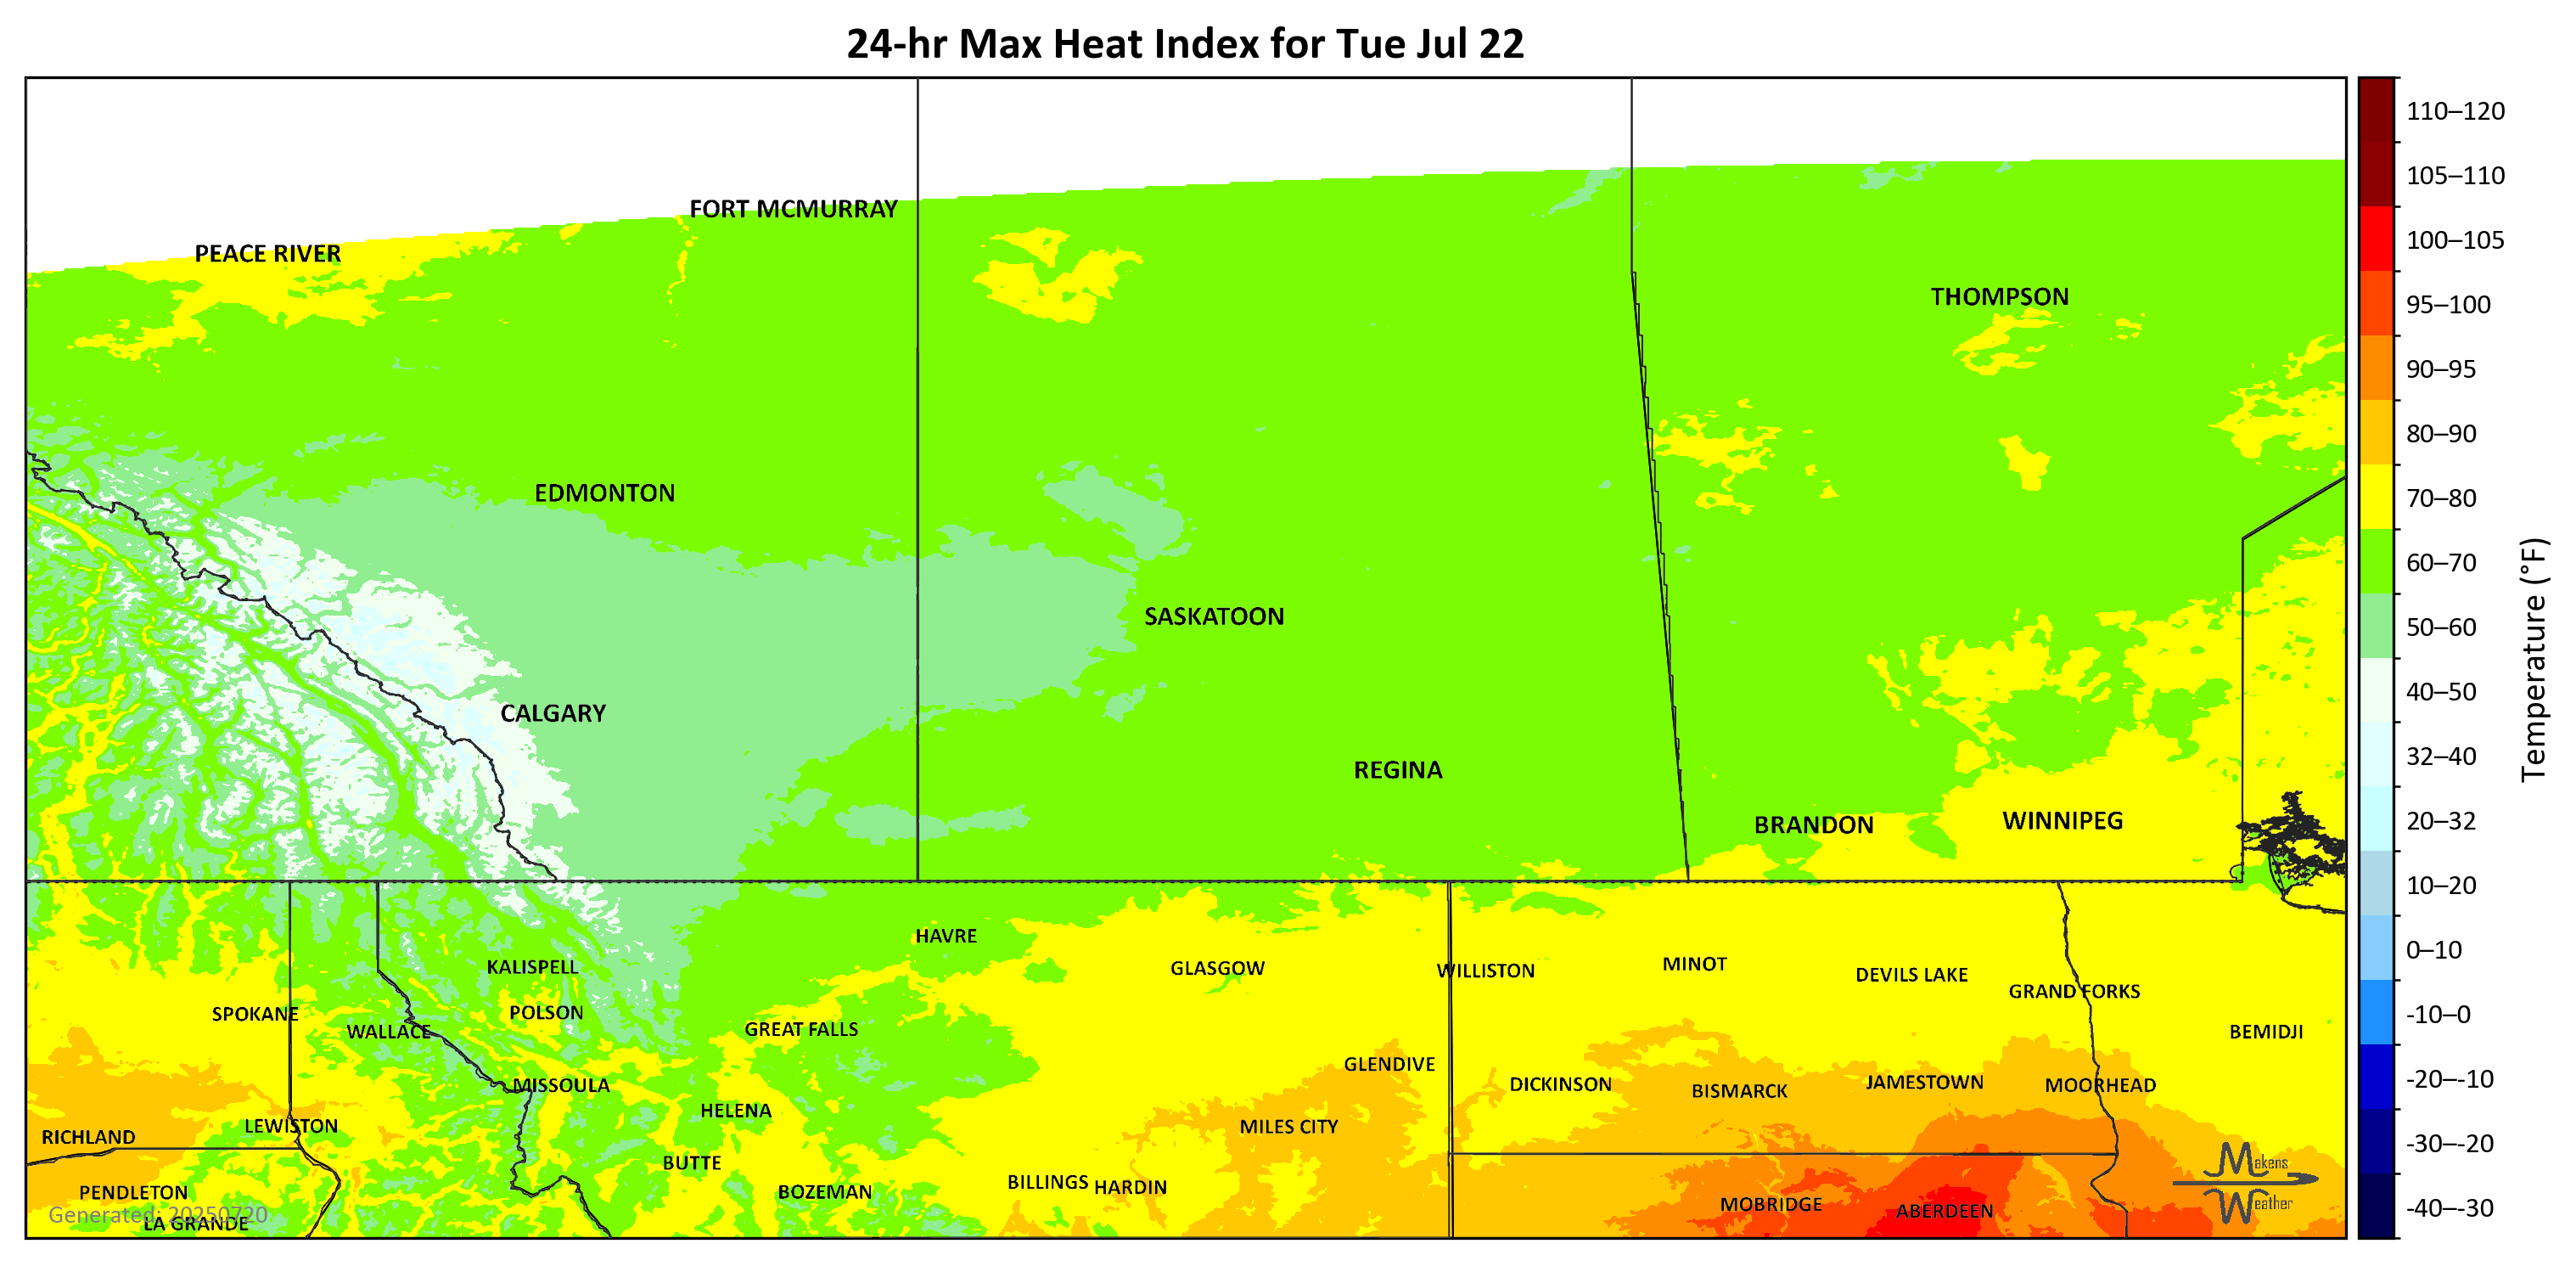 24-hr Max Heat Index for Tue Jul 22
110–120
105–110
100–105
95–100
90–95
80–90
70–80
60–70
50–60
40–50
32–40
20–32
10–20
0–10
-10–0
-20–-10
-30–-20
-40–-30
Temperature (°F)
FORT MCMURRAY
PEACE RIVER
THOMPSON
EDMONTON
SASKATOON
CALGARY
REGINA
BRANDON
WINNIPEG
HAVRE
KALISPELL
GLASGOW
WILLISTON
MINOT
DEVILS LAKE
GRAND FORKS
SPOKANE
POLSON
WALLACE
GREAT FALLS
BEMIDJI
GLENDIVE
MISSOULA
DICKINSON
BISMARCK
JAMESTOWN
MOORHEAD
HELENA
LEWISTON
MILES CITY
RICHLAND
BUTTE
PENDLETON
BOZEMAN
BILLINGS
HARDIN
MOBRIDGE
ABERDEEN
LA GRANDE
Generated: 20250720
Makens
Weather